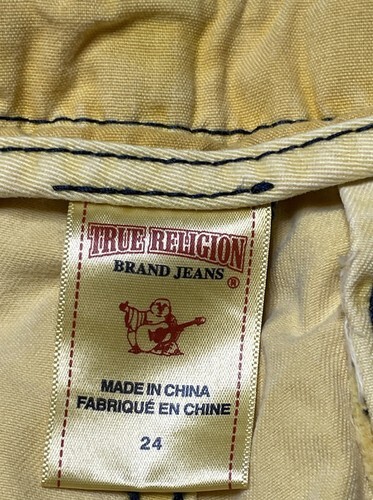 TRUE RELIGION
BRAND JEANS ®
MADE IN CHINA
FABRIQUÉ EN CHINE
24